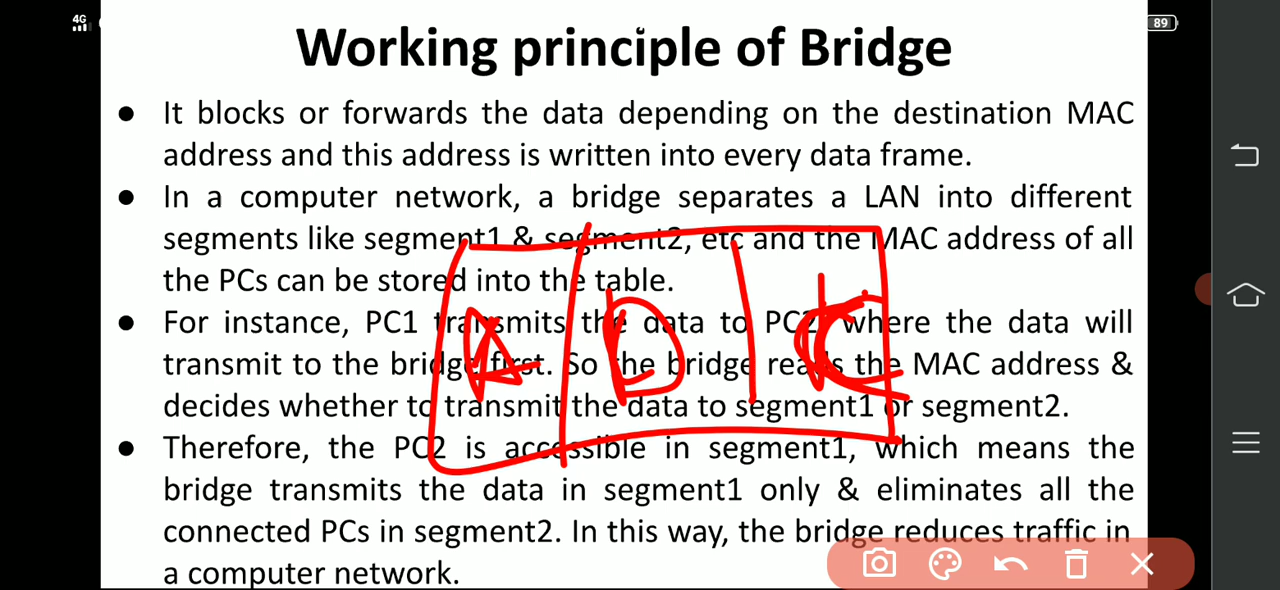 4G
89
Working principle of Bridge
● It blocks or forwards the data depending on the destination MAC
address and this address is written into every data frame.
● In a computer network, a bridge separates a LAN into different
segments like segment1 & segment2, etc and the MAC address of all
the PCs can be stored into the table.
● For instance, PC1 transmits the data to PC2, where the data will
transmit to the bridge first. So the bridge reads the MAC address &
decides whether to transmit the data to segment1 or segment2.
● Therefore, the PC2 is accessible in segment1, which means the
bridge transmits the data in segment1 only & eliminates all the
connected PCs in segment2. In this way, the bridge reduces traffic in
a computer network.
A D C